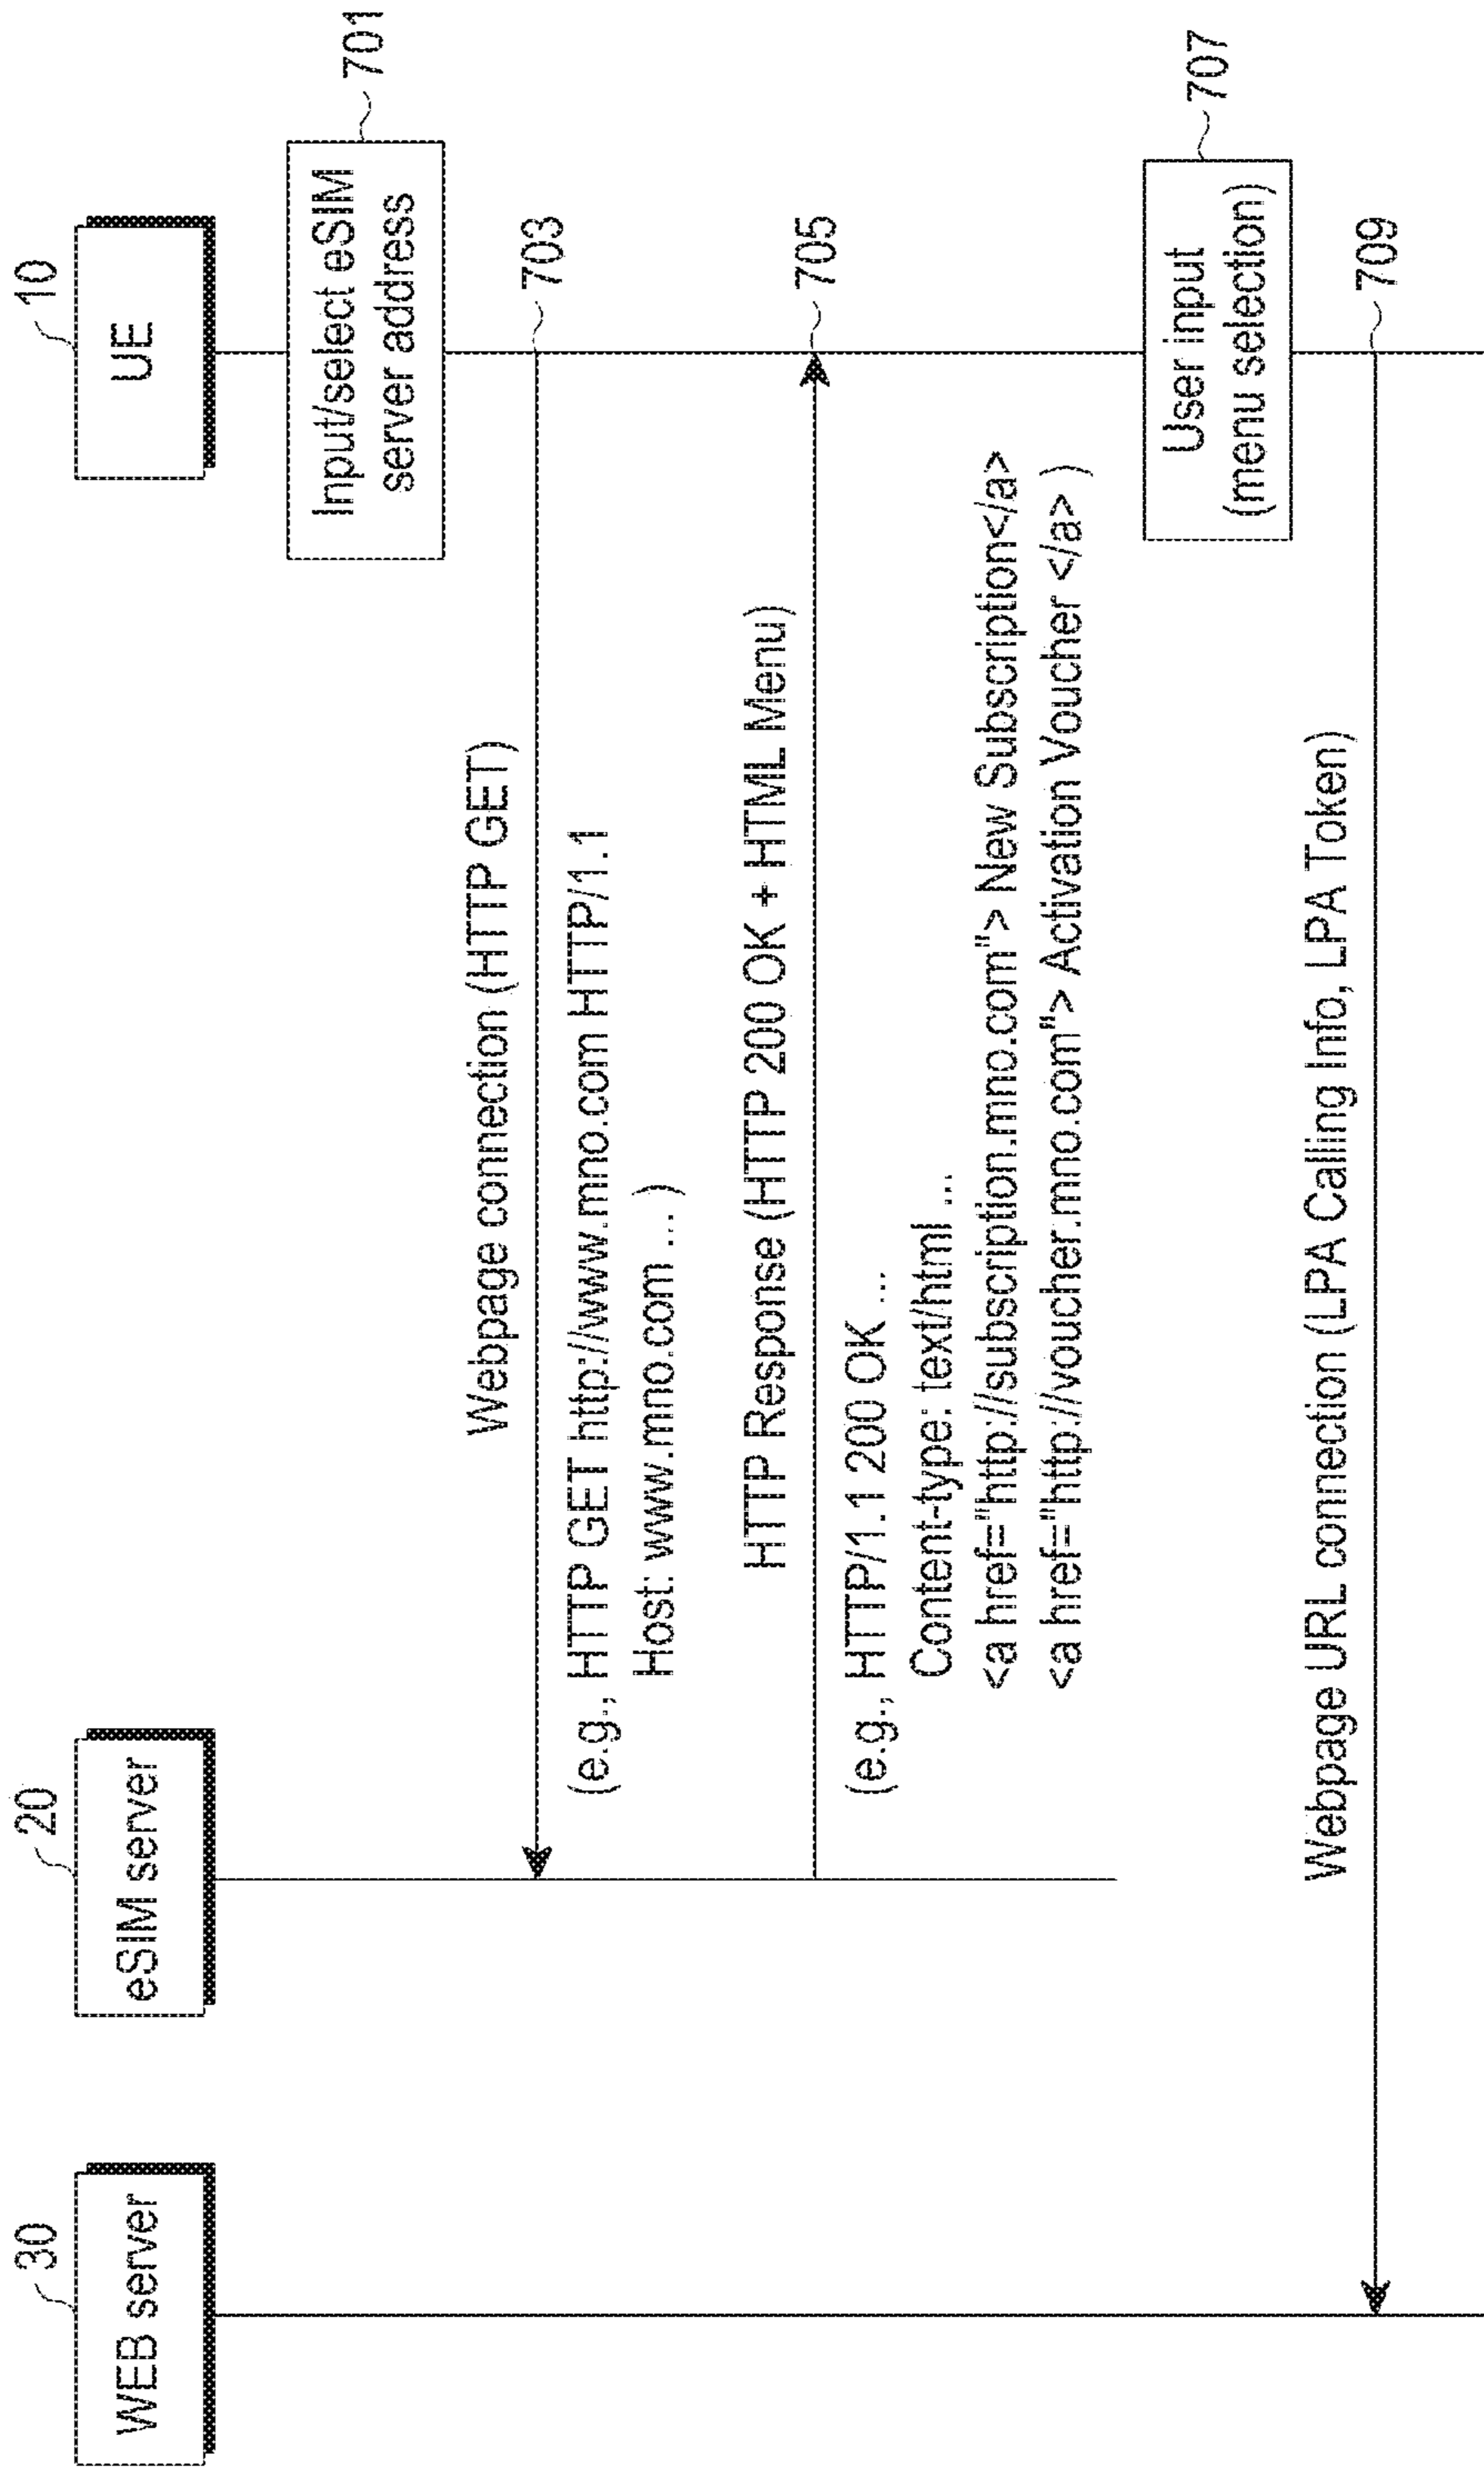 30
WEB server
20
eSIM server
10
UE
Input/select eSIM
server address
701
Webpage connection (HTTP GET)
703
(e.g., HTTP GET http://www.mno.com HTTP/1.1
Host: www.mno.com ... )
HTTP Response (HTTP 200 OK + HTML Menu)
705
(e.g., HTTP/1.1 200 OK ...
Content-type: text/html ...
<a href="http://subscription.mno.com"> New Subscription</a>
<a href="http://voucher.mno.com"> Activation Voucher </a> )
User input
(menu selection)
707
Webpage URL connection (LPA Calling Info, LPA Token)
709